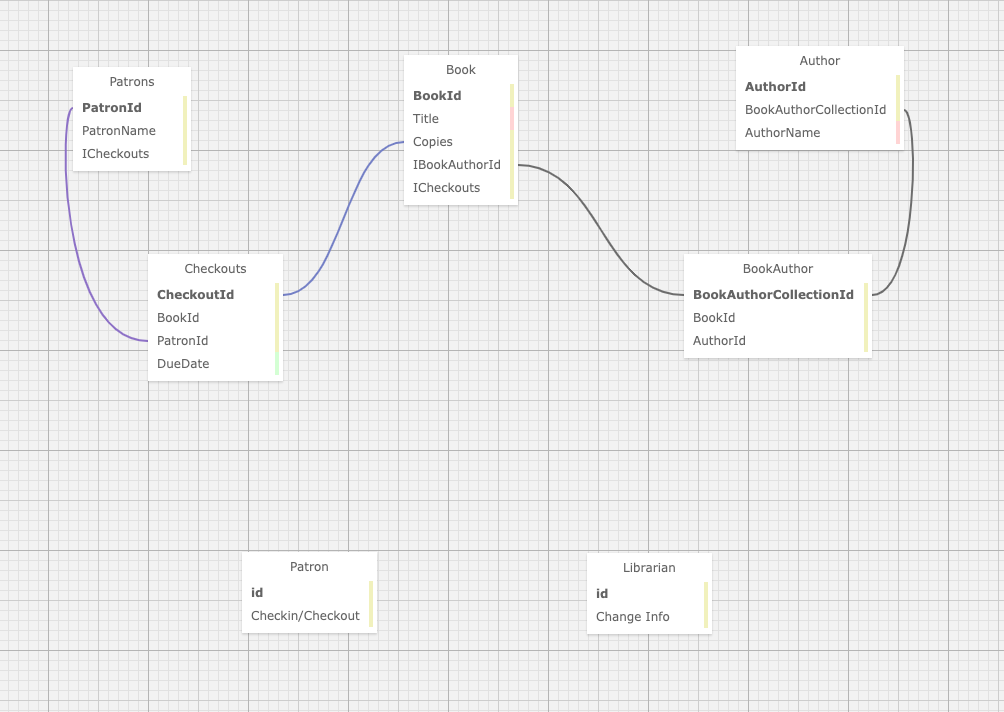 Patrons
PatronId
PatronName
ICheckouts
Book
BookId
Title
Copies
IBookAuthorId
ICheckouts
Author
AuthorId
BookAuthorCollectionId
AuthorName
Checkouts
CheckoutId
BookId
PatronId
DueDate
BookAuthor
BookAuthorCollectionId
BookId
AuthorId
Patron
id
Checkin/Checkout
Librarian
id
Change Info